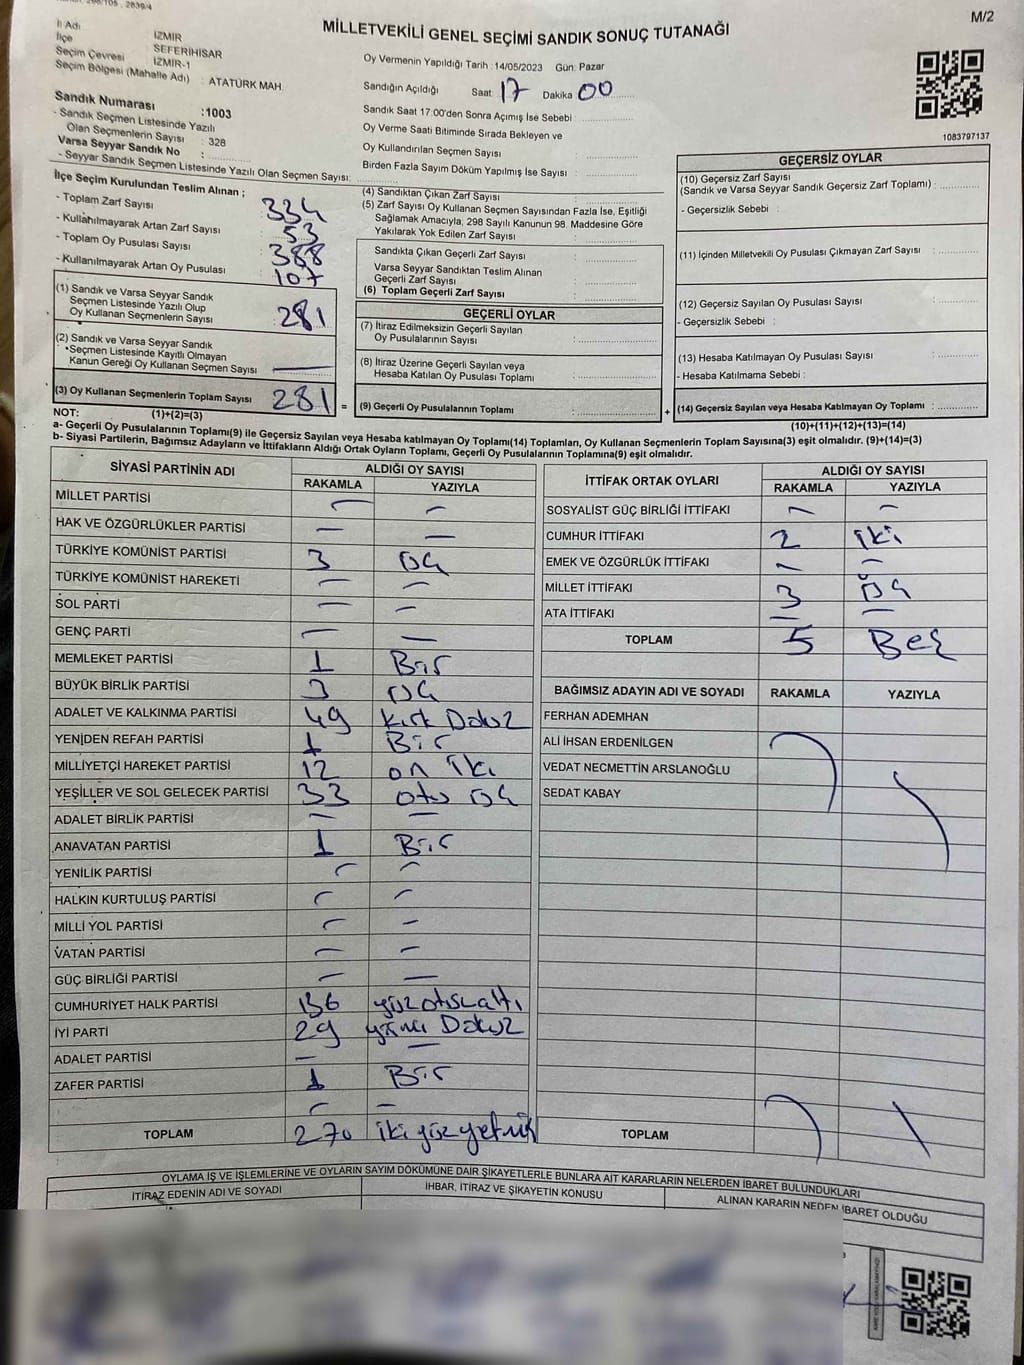 M/2
MİLLETVEKİLİ GENEL SEÇİMİ SANDIK SONUÇ TUTANAĞI
İl Adı İZMİR
İlçe SEFERİHİSAR
Seçim Çevresi İZMİR-1
Seçim Bölgesi (Mahalle Adı) : ATATÜRK MAH
Oy Vermenin Yapıldığı Tarih :14/05/2023 Gün: Pazar
Sandığın Açıldığı Saat 17 Dakika 00
Sandık Numarası :1003
- Sandık Seçmen Listesinde Yazılı
Olan Seçmenlerin Sayısı : 328
Varsa Seyyar Sandık No :
- Seyyar Sandık Seçmen Listesinde Yazılı Olan Seçmen Sayısı:
Sandık Saat 17:00'den Sonra Açımış İse Sebebi :
Oy Verme Saati Bitiminde Sırada Bekleyen ve
Oy Kullandırılan Seçmen Sayısı :
Birden Fazla Sayım Döküm Yapılmış İse Sayısı :
1083797137
İlçe Seçim Kurulundan Teslim Alınan ;
- Toplam Zarf Sayısı : 334
- Kullanılmayarak Artan Zarf Sayısı : 53
- Toplam Oy Pusulası Sayısı : 388
- Kullanılmayarak Artan Oy Pusulası : 107
(1) Sandık ve Varsa Seyyar Sandık
Seçmen Listesinde Yazılı Olup
Oy Kullanan Seçmenlerin Sayısı : 281
(2) Sandık ve Varsa Seyyar Sandık
Seçmen Listesinde Kayıtlı Olmayan
Kanun Gereği Oy Kullanan Seçmen Sayısı : —
(3) Oy Kullanan Seçmenlerin Toplam Sayısı : 281 =
(4) Sandıktan Çıkan Zarf Sayısı :
(5) Zarf Sayısı Oy Kullanan Seçmen Sayısından Fazla İse, Eşitliği
Sağlamak Amacıyla, 298 Sayılı Kanunun 98. Maddesine Göre
Yakılarak Yok Edilen Zarf Sayısı :
Sandıkta Çıkan Geçerli Zarf Sayısı :
Varsa Seyyar Sandıktan Teslim Alınan
Geçerli Zarf Sayısı :
(6) Toplam Geçerli Zarf Sayısı :
GEÇERLİ OYLAR
(7) İtiraz Edilmeksizin Geçerli Sayılan
Oy Pusulalarının Sayısı :
(8) İtiraz Üzerine Geçerli Sayılan veya
Hesaba Katılan Oy Pusulası Toplamı :
(9) Geçerli Oy Pusulalarının Toplamı : +
GEÇERSİZ OYLAR
(10) Geçersiz Zarf Sayısı
(Sandık ve Varsa Seyyar Sandık Geçersiz Zarf Toplamı) :
- Geçersizlik Sebebi :
(11) İçinden Milletvekili Oy Pusulası Çıkmayan Zarf Sayısı :
(12) Geçersiz Sayılan Oy Pusulası Sayısı :
- Geçersizlik Sebebi :
(13) Hesaba Katılmayan Oy Pusulası Sayısı :
- Hesaba Katılmama Sebebi :
(14) Geçersiz Sayılan veya Hesaba Katılmayan Oy Toplamı :
NOT: (1)+(2)=(3) (10)+(11)+(12)+(13)=(14)
a- Geçerli Oy Pusulalarının Toplamı(9) ile Geçersiz Sayılan veya Hesaba katılmayan Oy Toplamı(14) Toplamları, Oy Kullanan Seçmenlerin Toplam Sayısına(3) eşit olmalıdır. (9)+(14)=(3)
b- Siyasi Partilerin, Bağımsız Adayların ve İttifakların Aldığı Ortak Oyların Toplamı, Geçerli Oy Pusulalarının Toplamına(9) eşit olmalıdır.
SİYASİ PARTİNİN ADI ALDIĞI OY SAYISI
RAKAMLA YAZIYLA
MİLLET PARTİSİ — —
HAK VE ÖZGÜRLÜKLER PARTİSİ — —
TÜRKİYE KOMÜNİST PARTİSİ 3 üç
TÜRKİYE KOMÜNİST HAREKETİ — —
SOL PARTİ — —
GENÇ PARTİ — —
MEMLEKET PARTİSİ 1 Bir
BÜYÜK BİRLİK PARTİSİ 3 üç
ADALET VE KALKINMA PARTİSİ 49 kırk Dokuz
YENİDEN REFAH PARTİSİ 1 Bir
MİLLİYETÇİ HAREKET PARTİSİ 12 on iki
YEŞİLLER VE SOL GELECEK PARTİSİ 33 otuz üç
ADALET BİRLİK PARTİSİ — —
ANAVATAN PARTİSİ 1 Bir
YENİLİK PARTİSİ — —
HALKIN KURTULUŞ PARTİSİ — —
MİLLİ YOL PARTİSİ — —
VATAN PARTİSİ — —
GÜÇ BİRLİĞİ PARTİSİ — —
CUMHURİYET HALK PARTİSİ 136 yüz otuz altı
İYİ PARTİ 29 yirmi Dokuz
ADALET PARTİSİ — —
ZAFER PARTİSİ 1 Bir
— —
TOPLAM 270 iki yüz yetmiş
İTTİFAK ORTAK OYLARI ALDIĞI OY SAYISI
RAKAMLA YAZIYLA
SOSYALİST GÜÇ BİRLİĞİ İTTİFAKI — —
CUMHUR İTTİFAKI 2 iki
EMEK VE ÖZGÜRLÜK İTTİFAKI — —
MİLLET İTTİFAKI 3 üç
ATA İTTİFAKI — —
TOPLAM 5 Beş
BAĞIMSIZ ADAYIN ADI VE SOYADI RAKAMLA YAZIYLA
FERHAN ADEMHAN
ALİ İHSAN ERDENİLGEN
VEDAT NECMETTİN ARSLANOĞLU
SEDAT KABAY
TOPLAM
OYLAMA İŞ VE İŞLEMLERİNE VE OYLARIN SAYIM DÖKÜMÜNE DAİR ŞİKAYETLERLE BUNLARA AİT KARARLARIN NELERDEN İBARET BULUNDUKLARI
İTİRAZ EDENİN ADI VE SOYADI İHBAR, İTİRAZ VE ŞİKAYETİN KONUSU ALINAN KARARIN NEDEN İBARET OLDUĞU